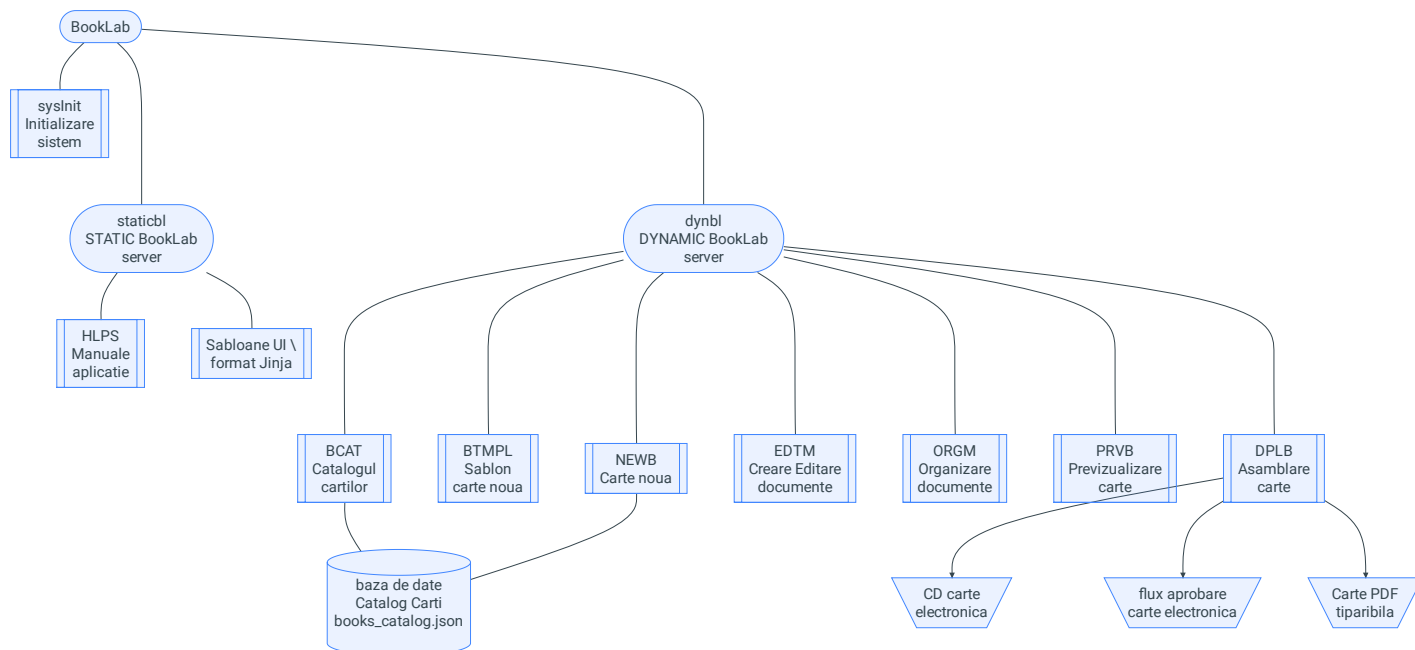 BookLab
sysInit
Initializare
sistem
staticbl
STATIC BookLab
server
dynbl
DYNAMIC BookLab
server
HLPS
Manuale
aplicatie
Sabloane UI \
format Jinja
BCAT
Catalogul
cartilor
BTMPL
Sablon
carte noua
NEWB
Carte noua
EDTM
Creare Editare
documente
ORGM
Organizare
documente
PRVB
Previzualizare
carte
DPLB
Asamblare
carte
baza de date
Catalog Carti
books_catalog.json
CD carte
electronica
flux aprobare
carte electronica
Carte PDF
tiparibila